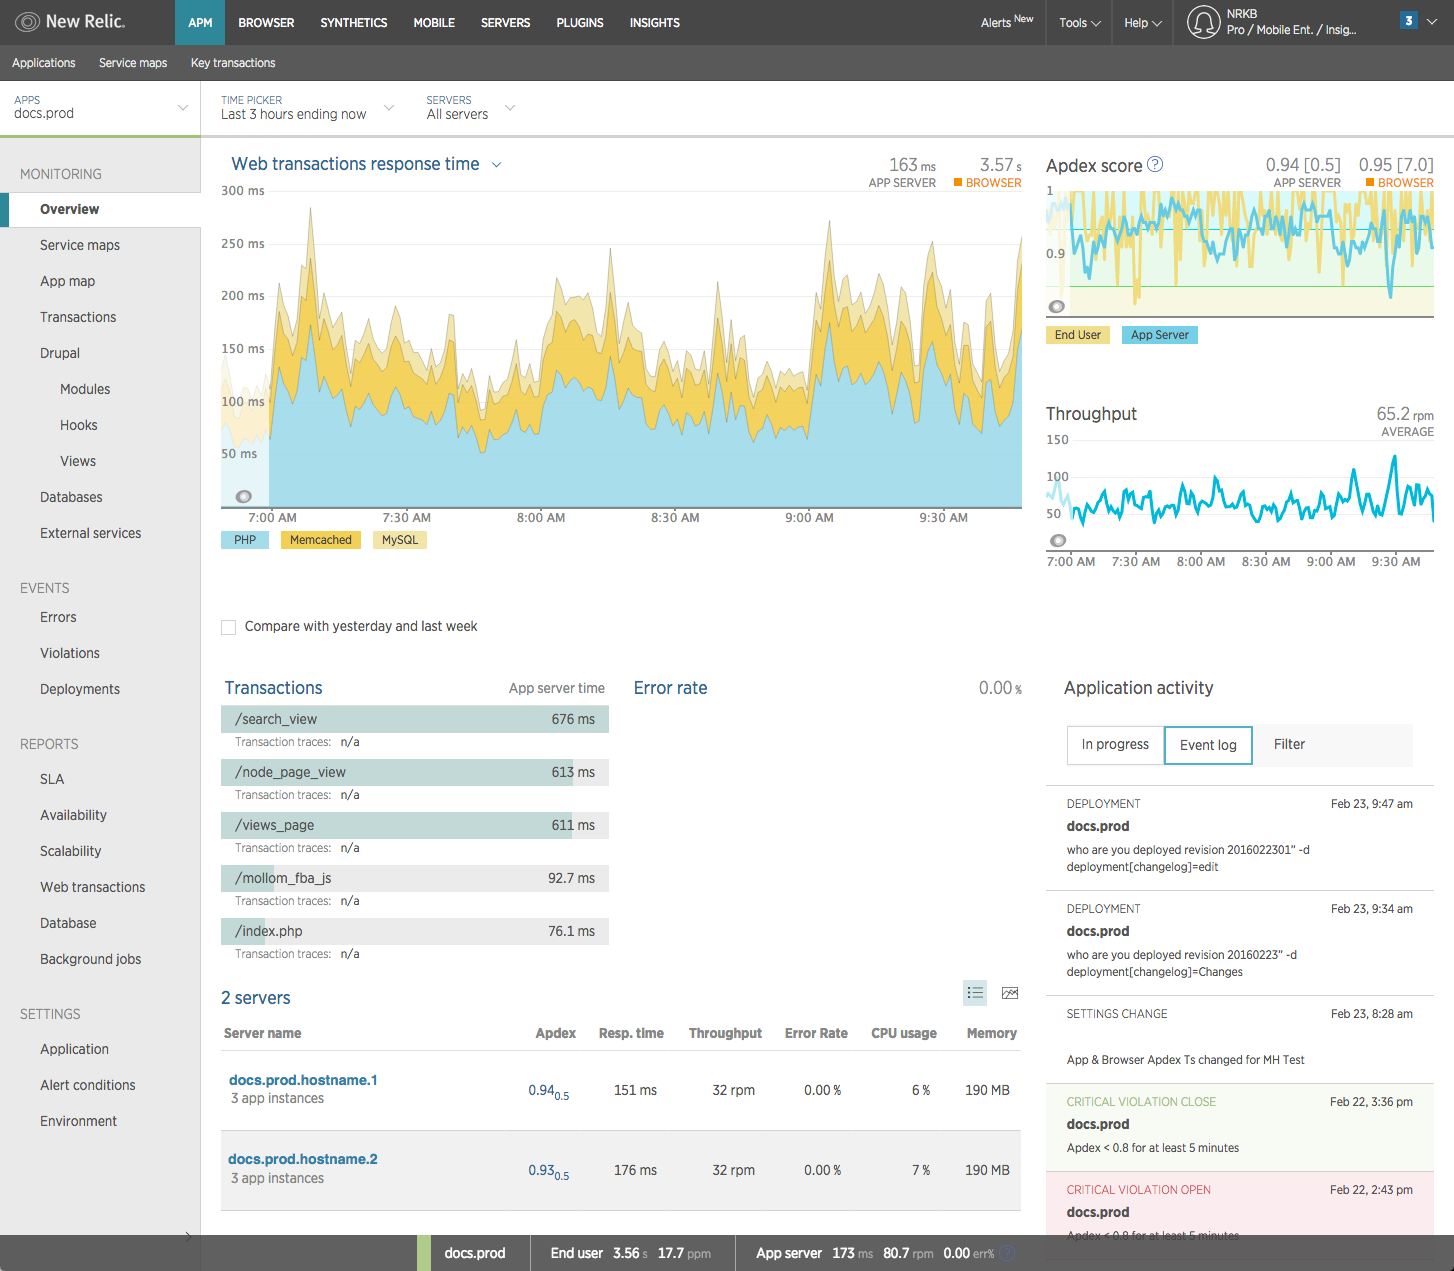 New Relic.
APM
BROWSER
SYNTHETICS
MOBILE
SERVERS
PLUGINS
INSIGHTS
Alerts New
Tools
Help
NRKB
Pro / Mobile Ent. / Insig...
3
Applications
Service maps
Key transactions
APPS
docs.prod
TIME PICKER
Last 3 hours ending now
SERVERS
All servers
MONITORING
Overview
Service maps
App map
Transactions
Drupal
Modules
Hooks
Views
Databases
External services
EVENTS
Errors
Violations
Deployments
REPORTS
SLA
Availability
Scalability
Web transactions
Database
Background jobs
SETTINGS
Application
Alert conditions
Environment
Web transactions response time
163 ms
APP SERVER
3.57 s
BROWSER
300 ms
250 ms
200 ms
150 ms
100 ms
50 ms
7:00 AM
7:30 AM
8:00 AM
8:30 AM
9:00 AM
9:30 AM
PHP
Memcached
MySQL
Compare with yesterday and last week
Apdex score ?
0.94 [0.5]
APP SERVER
0.95 [7.0]
BROWSER
1
0.9
End User
App Server
Throughput
65.2 rpm
AVERAGE
150
100
50
7:00 AM
7:30 AM
8:00 AM
8:30 AM
9:00 AM
9:30 AM
Transactions
App server time
/search_view
676 ms
Transaction traces: n/a
/node_page_view
613 ms
Transaction traces: n/a
/views_page
611 ms
Transaction traces: n/a
/mollom_fba_js
92.7 ms
Transaction traces: n/a
/index.php
76.1 ms
Transaction traces: n/a
Error rate
0.00 %
2 servers
Server name
Apdex
Resp. time
Throughput
Error Rate
CPU usage
Memory
docs.prod.hostname.1
3 app instances
0.94 0.5
151 ms
32 rpm
0.00 %
6 %
190 MB
docs.prod.hostname.2
3 app instances
0.93 0.5
176 ms
32 rpm
0.00 %
7 %
190 MB
Application activity
In progress
Event log
Filter
DEPLOYMENT
Feb 23, 9:47 am
docs.prod
who are you deployed revision 2016022301" -d
deployment[changelog]=edit
DEPLOYMENT
Feb 23, 9:34 am
docs.prod
who are you deployed revision 20160223" -d
deployment[changelog]=Changes
SETTINGS CHANGE
Feb 23, 8:28 am
App & Browser Apdex Ts changed for MH Test
CRITICAL VIOLATION CLOSE
Feb 22, 3:36 pm
docs.prod
Apdex < 0.8 for at least 5 minutes
CRITICAL VIOLATION OPEN
Feb 22, 2:43 pm
docs.prod
Apdex < 0.8 for at least 5 minutes
docs.prod
End user 3.56 s 17.7 ppm
App server 173 ms 80.7 rpm 0.00 err% ?